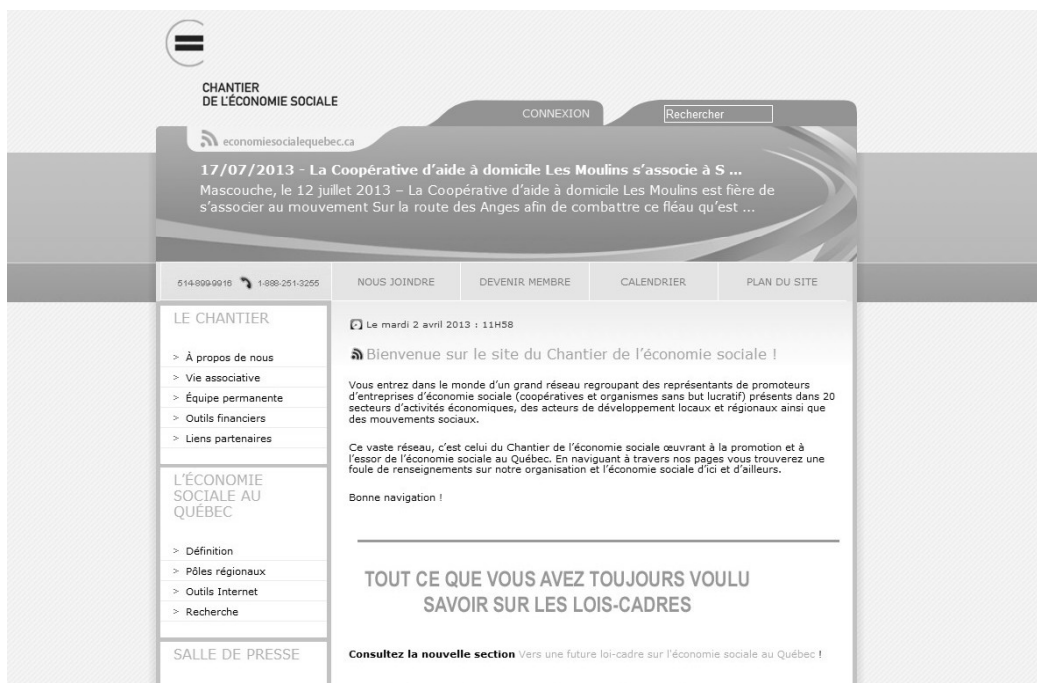 CHANTIER
DE L'ÉCONOMIE SOCIALE
CONNEXION
Rechercher
economiesocialequebec.ca
17/07/2013 - La Coopérative d'aide à domicile Les Moulins s'associe à S ...
Mascouche, le 12 juillet 2013 – La Coopérative d'aide à domicile Les Moulins est fière de
s'associer au mouvement Sur la route des Anges afin de combattre ce fléau qu'est ...
514-899-9916 1-888-251-3255
NOUS JOINDRE
DEVENIR MEMBRE
CALENDRIER
PLAN DU SITE
LE CHANTIER
> À propos de nous
> Vie associative
> Équipe permanente
> Outils financiers
> Liens partenaires
L'ÉCONOMIE
SOCIALE AU
QUÉBEC
> Définition
> Pôles régionaux
> Outils Internet
> Recherche
SALLE DE PRESSE
Le mardi 2 avril 2013 : 11H58
Bienvenue sur le site du Chantier de l'économie sociale !
Vous entrez dans le monde d'un grand réseau regroupant des représentants de promoteurs
d'entreprises d'économie sociale (coopératives et organismes sans but lucratif) présents dans 20
secteurs d'activités économiques, des acteurs de développement locaux et régionaux ainsi que
des mouvements sociaux.
Ce vaste réseau, c'est celui du Chantier de l'économie sociale œuvrant à la promotion et à
l'essor de l'économie sociale au Québec. En naviguant à travers nos pages vous trouverez une
foule de renseignements sur notre organisation et l'économie sociale d'ici et d'ailleurs.
Bonne navigation !
TOUT CE QUE VOUS AVEZ TOUJOURS VOULU
SAVOIR SUR LES LOIS-CADRES
Consultez la nouvelle section Vers une future loi-cadre sur l'économie sociale au Québec !